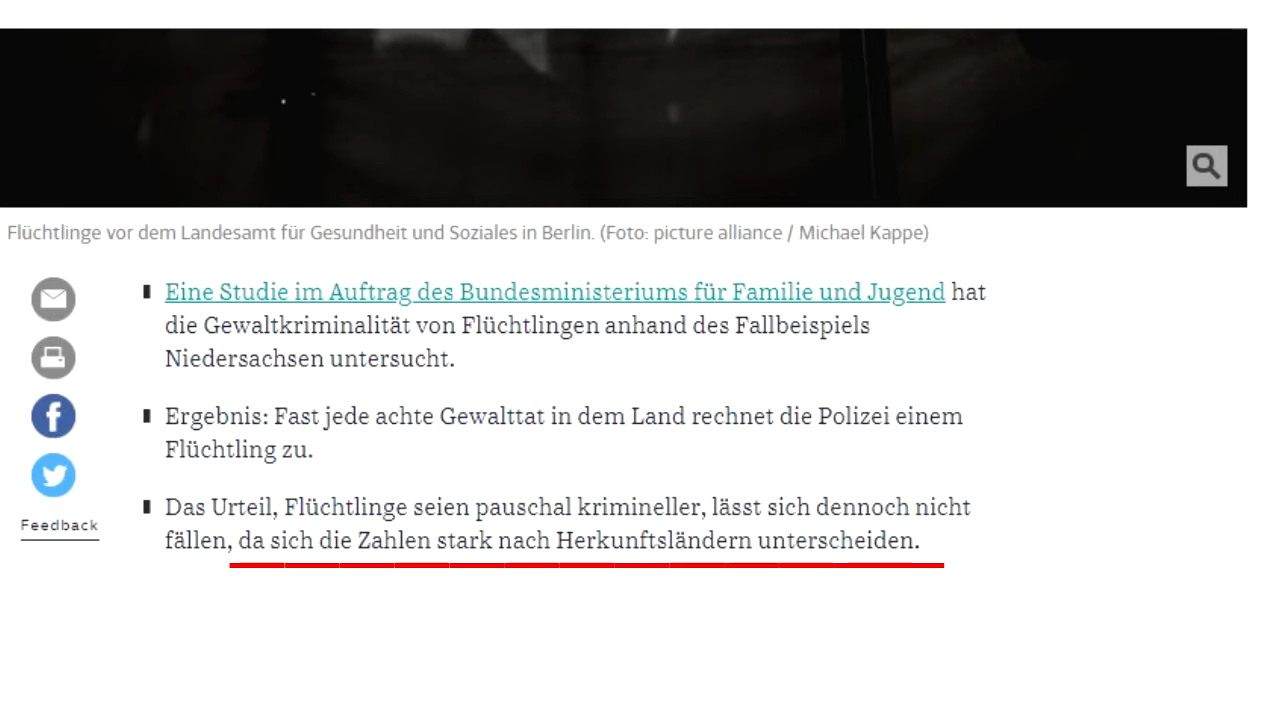 Flüchtlinge vor dem Landesamt für Gesundheit und Soziales in Berlin. (Foto: picture alliance / Michael Kappe)
Eine Studie im Auftrag des Bundesministeriums für Familie und Jugend hat
die Gewaltkriminalität von Flüchtlingen anhand des Fallbeispiels
Niedersachsen untersucht.
Ergebnis: Fast jede achte Gewalttat in dem Land rechnet die Polizei einem
Flüchtling zu.
Das Urteil, Flüchtlinge seien pauschal krimineller, lässt sich dennoch nicht
fällen, da sich die Zahlen stark nach Herkunftsländern unterscheiden.
Feedback